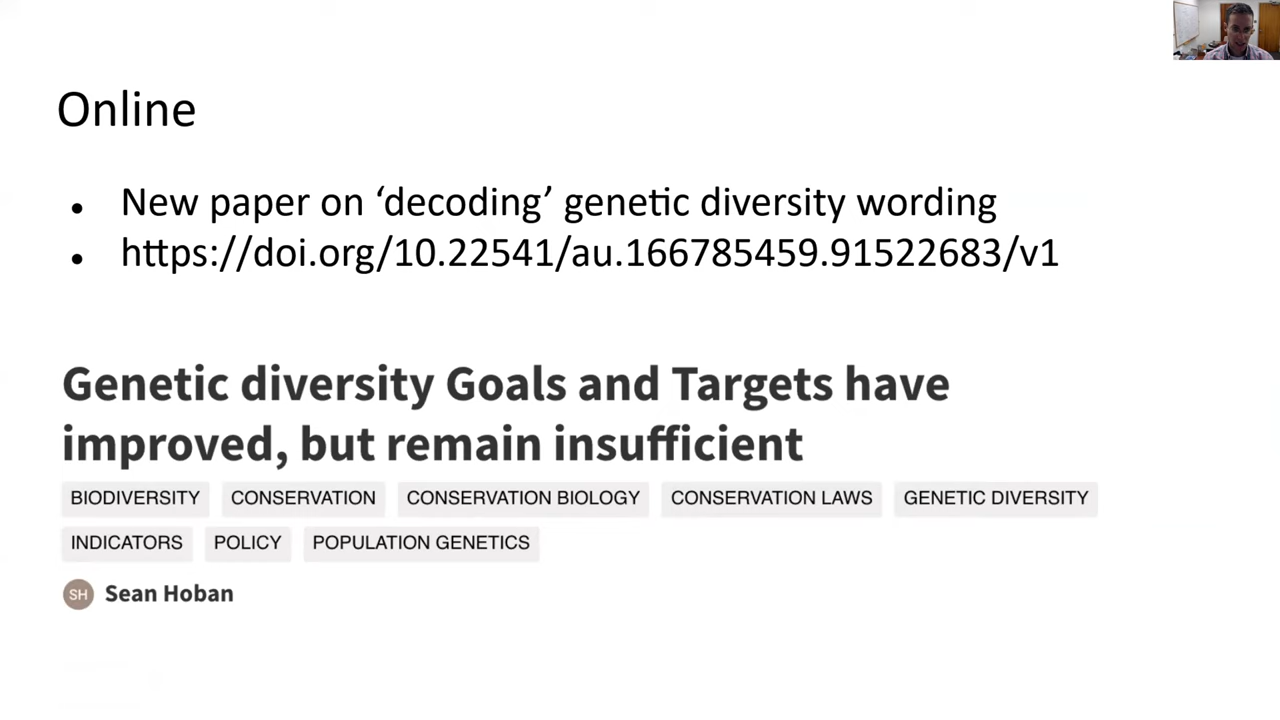 Online
• New paper on ‘decoding’ genetic diversity wording
• https://doi.org/10.22541/au.166785459.91522683/v1
Genetic diversity Goals and Targets have
improved, but remain insufficient
BIODIVERSITY CONSERVATION CONSERVATION BIOLOGY CONSERVATION LAWS GENETIC DIVERSITY
INDICATORS POLICY POPULATION GENETICS
SH Sean Hoban